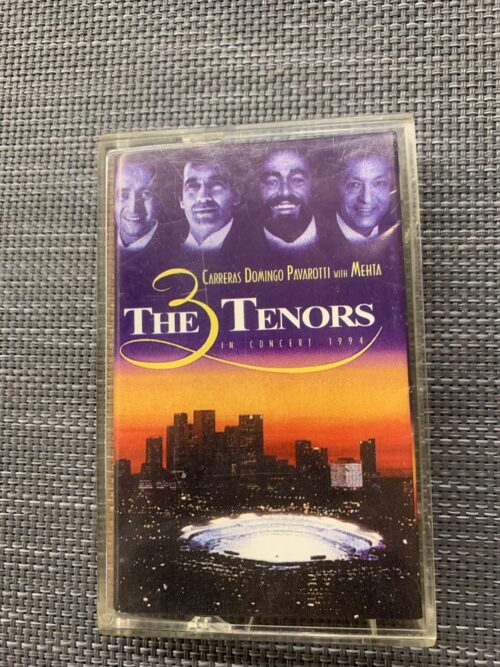 CARRERAS DOMINGO PAVAROTTI WITH MEHTA
THE 3 TENORS
IN CONCERT 1994